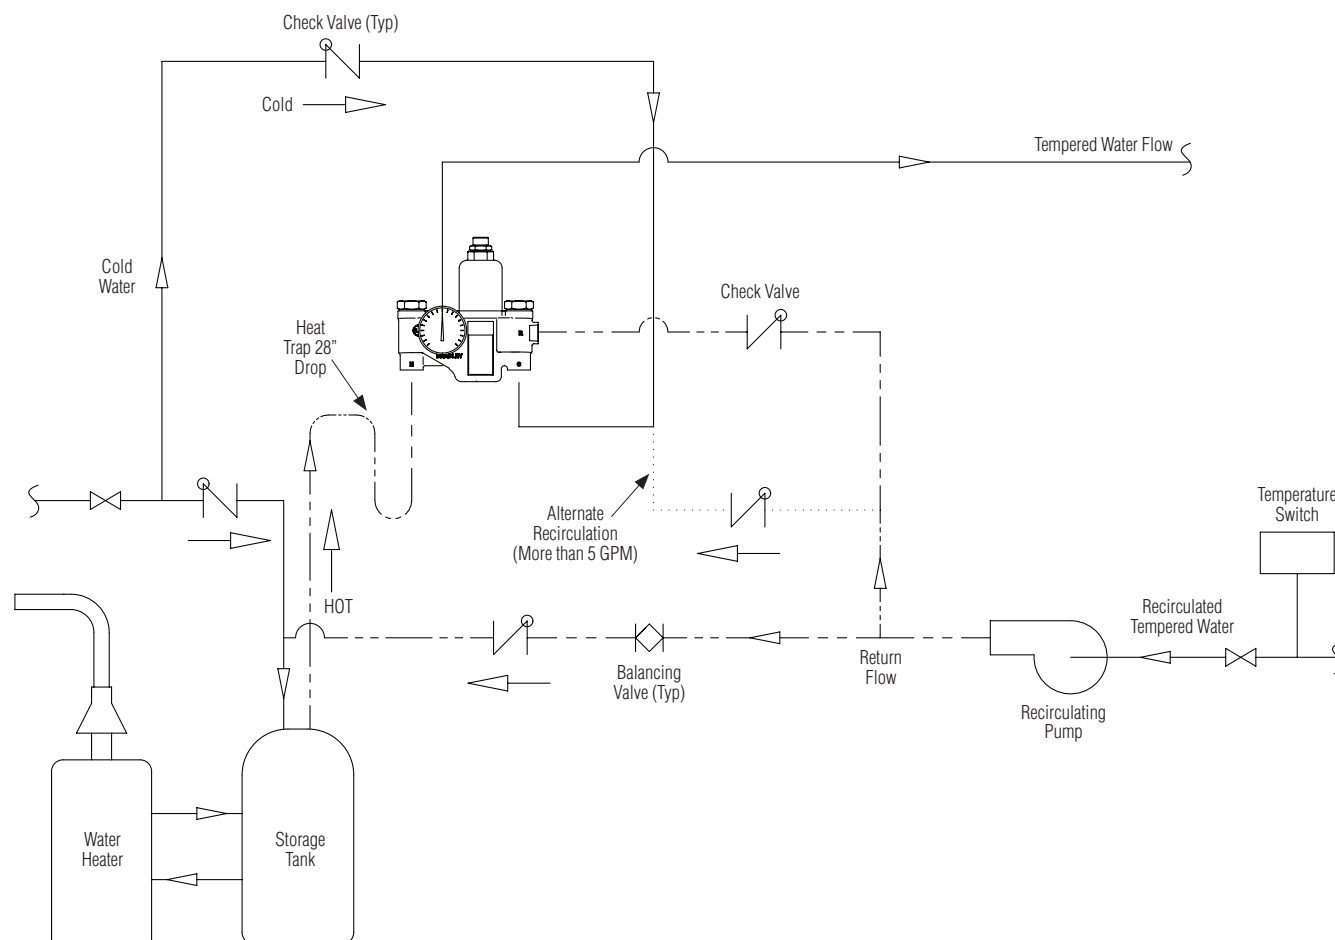 Check Valve (Typ)
Cold
Tempered Water Flow
Cold
Water
Check Valve
Heat
Trap 28”
Drop
BRADLEY
H
C
Alternate
Recirculation
(More than 5 GPM)
Temperature
Switch
HOT
Recirculated
Tempered Water
Balancing
Valve (Typ)
Return
Flow
Recirculating
Pump
Water
Heater
Storage
Tank